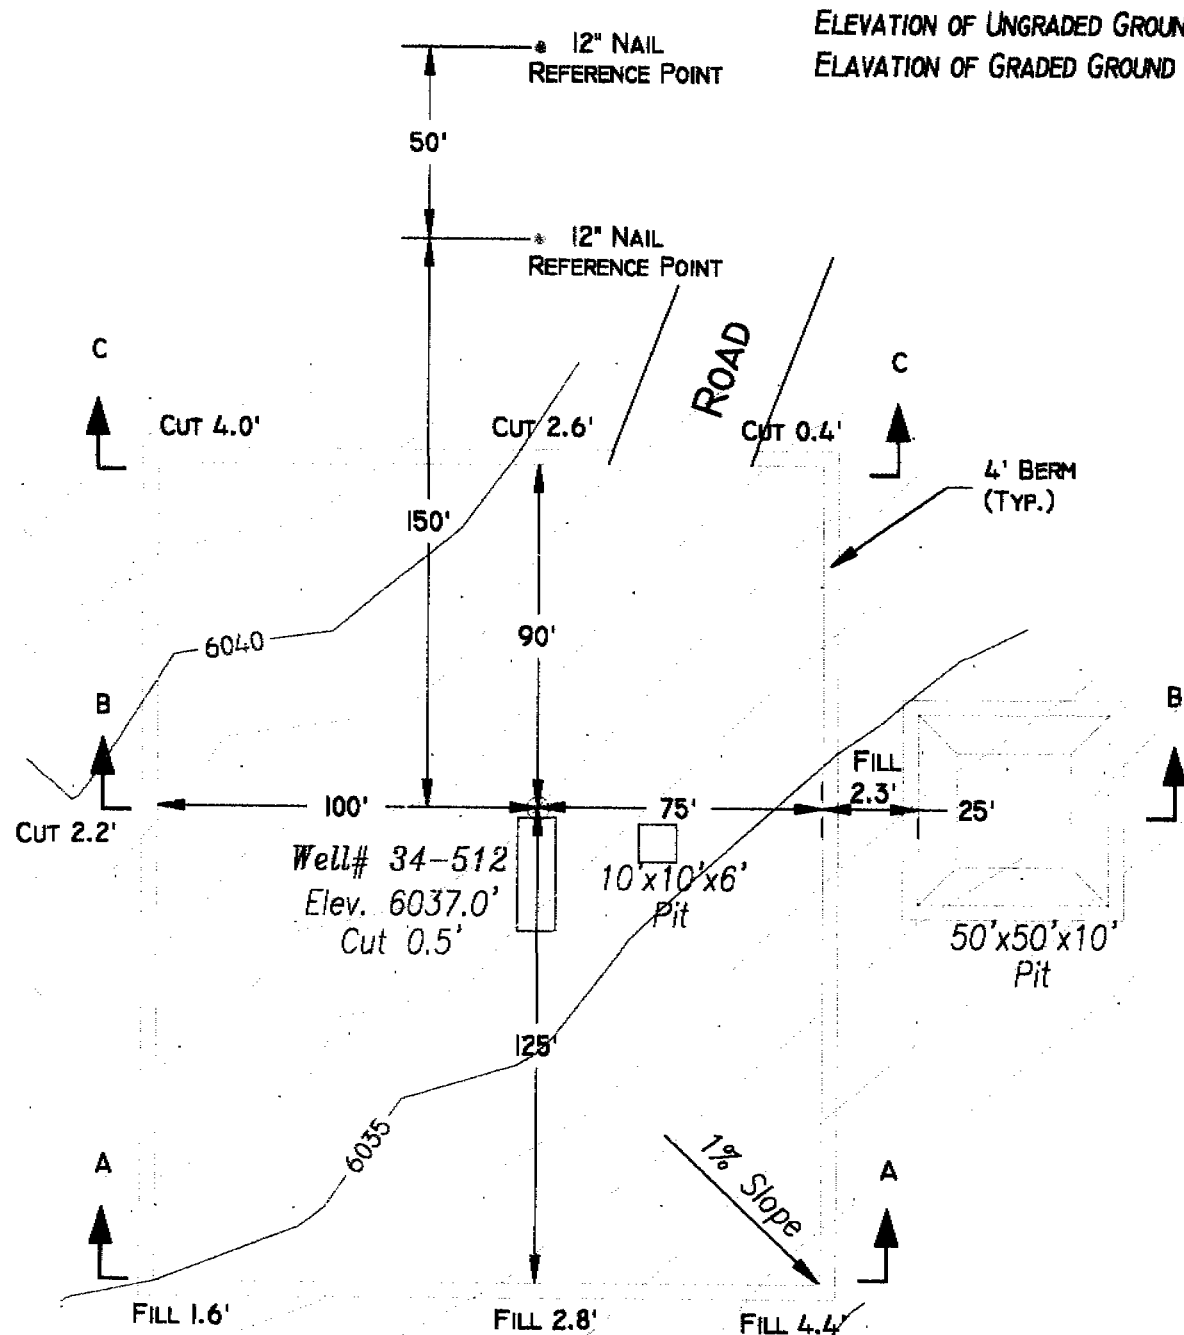 ELEVATION OF UNGRADED GROUN
ELAVATION OF GRADED GROUND
12" NAIL
REFERENCE POINT
50'
12" NAIL
REFERENCE POINT
ROAD
C
C
CUT 4.0'
CUT 2.6'
CUT 0.4'
4' BERM
(TYP.)
150'
90'
6040
B
B
FILL
2.3'
100'
75'
25'
CUT 2.2'
Well# 34-512
Elev. 6037.0'
Cut 0.5'
10'x10'x6'
Pit
50'x50'x10'
Pit
125'
6035
1% Slope
A
A
FILL 1.6'
FILL 2.8'
FILL 4.4'